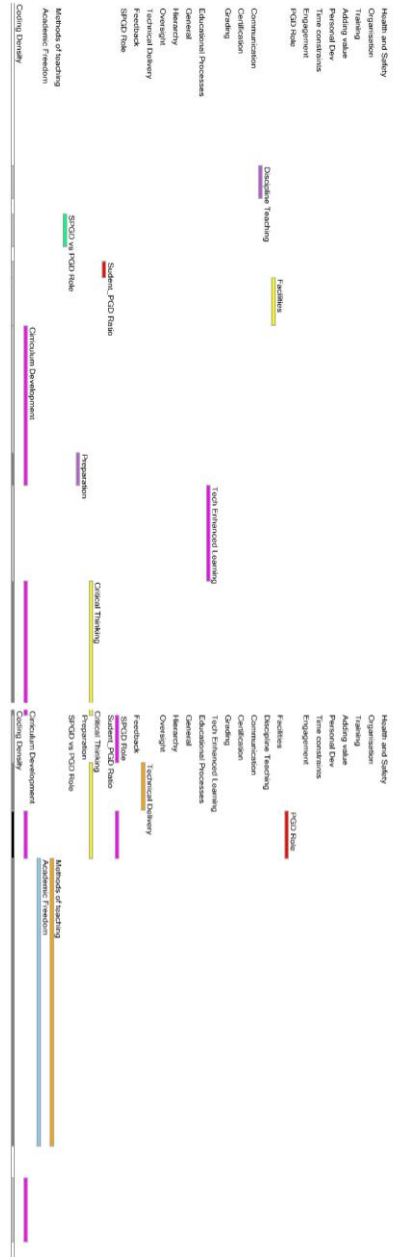 Health and Safety
Organisation
Training
Adding value
Personal Dev
Time constraints
Engagement
PGD Role
Facilities
Discipline Teaching
Communication
Certification
Grading
Tech Enhanced Learning
Educational Processes
General
Hierarchy
Oversight
Technical Delivery
Feedback
SPGD Role
Sudent_PGD Ratio
Critical Thinking
Preparation
SPGD vs PGD Role
Methods of teaching
Academic Freedom
Cirriculum Development
Coding Density
Health and Safety
Organisation
Training
Adding value
Personal Dev
Time constraints
Engagement
PGD Role
Facilities
Discipline Teaching
Communication
Certification
Grading
Tech Enhanced Learning
Educational Processes
General
Hierarchy
Oversight
Technical Delivery
Feedback
SPGD Role
Sudent_PGD Ratio
Critical Thinking
Preparation
SPGD vs PGD Role
Methods of teaching
Academic Freedom
Cirriculum Development
Coding Density